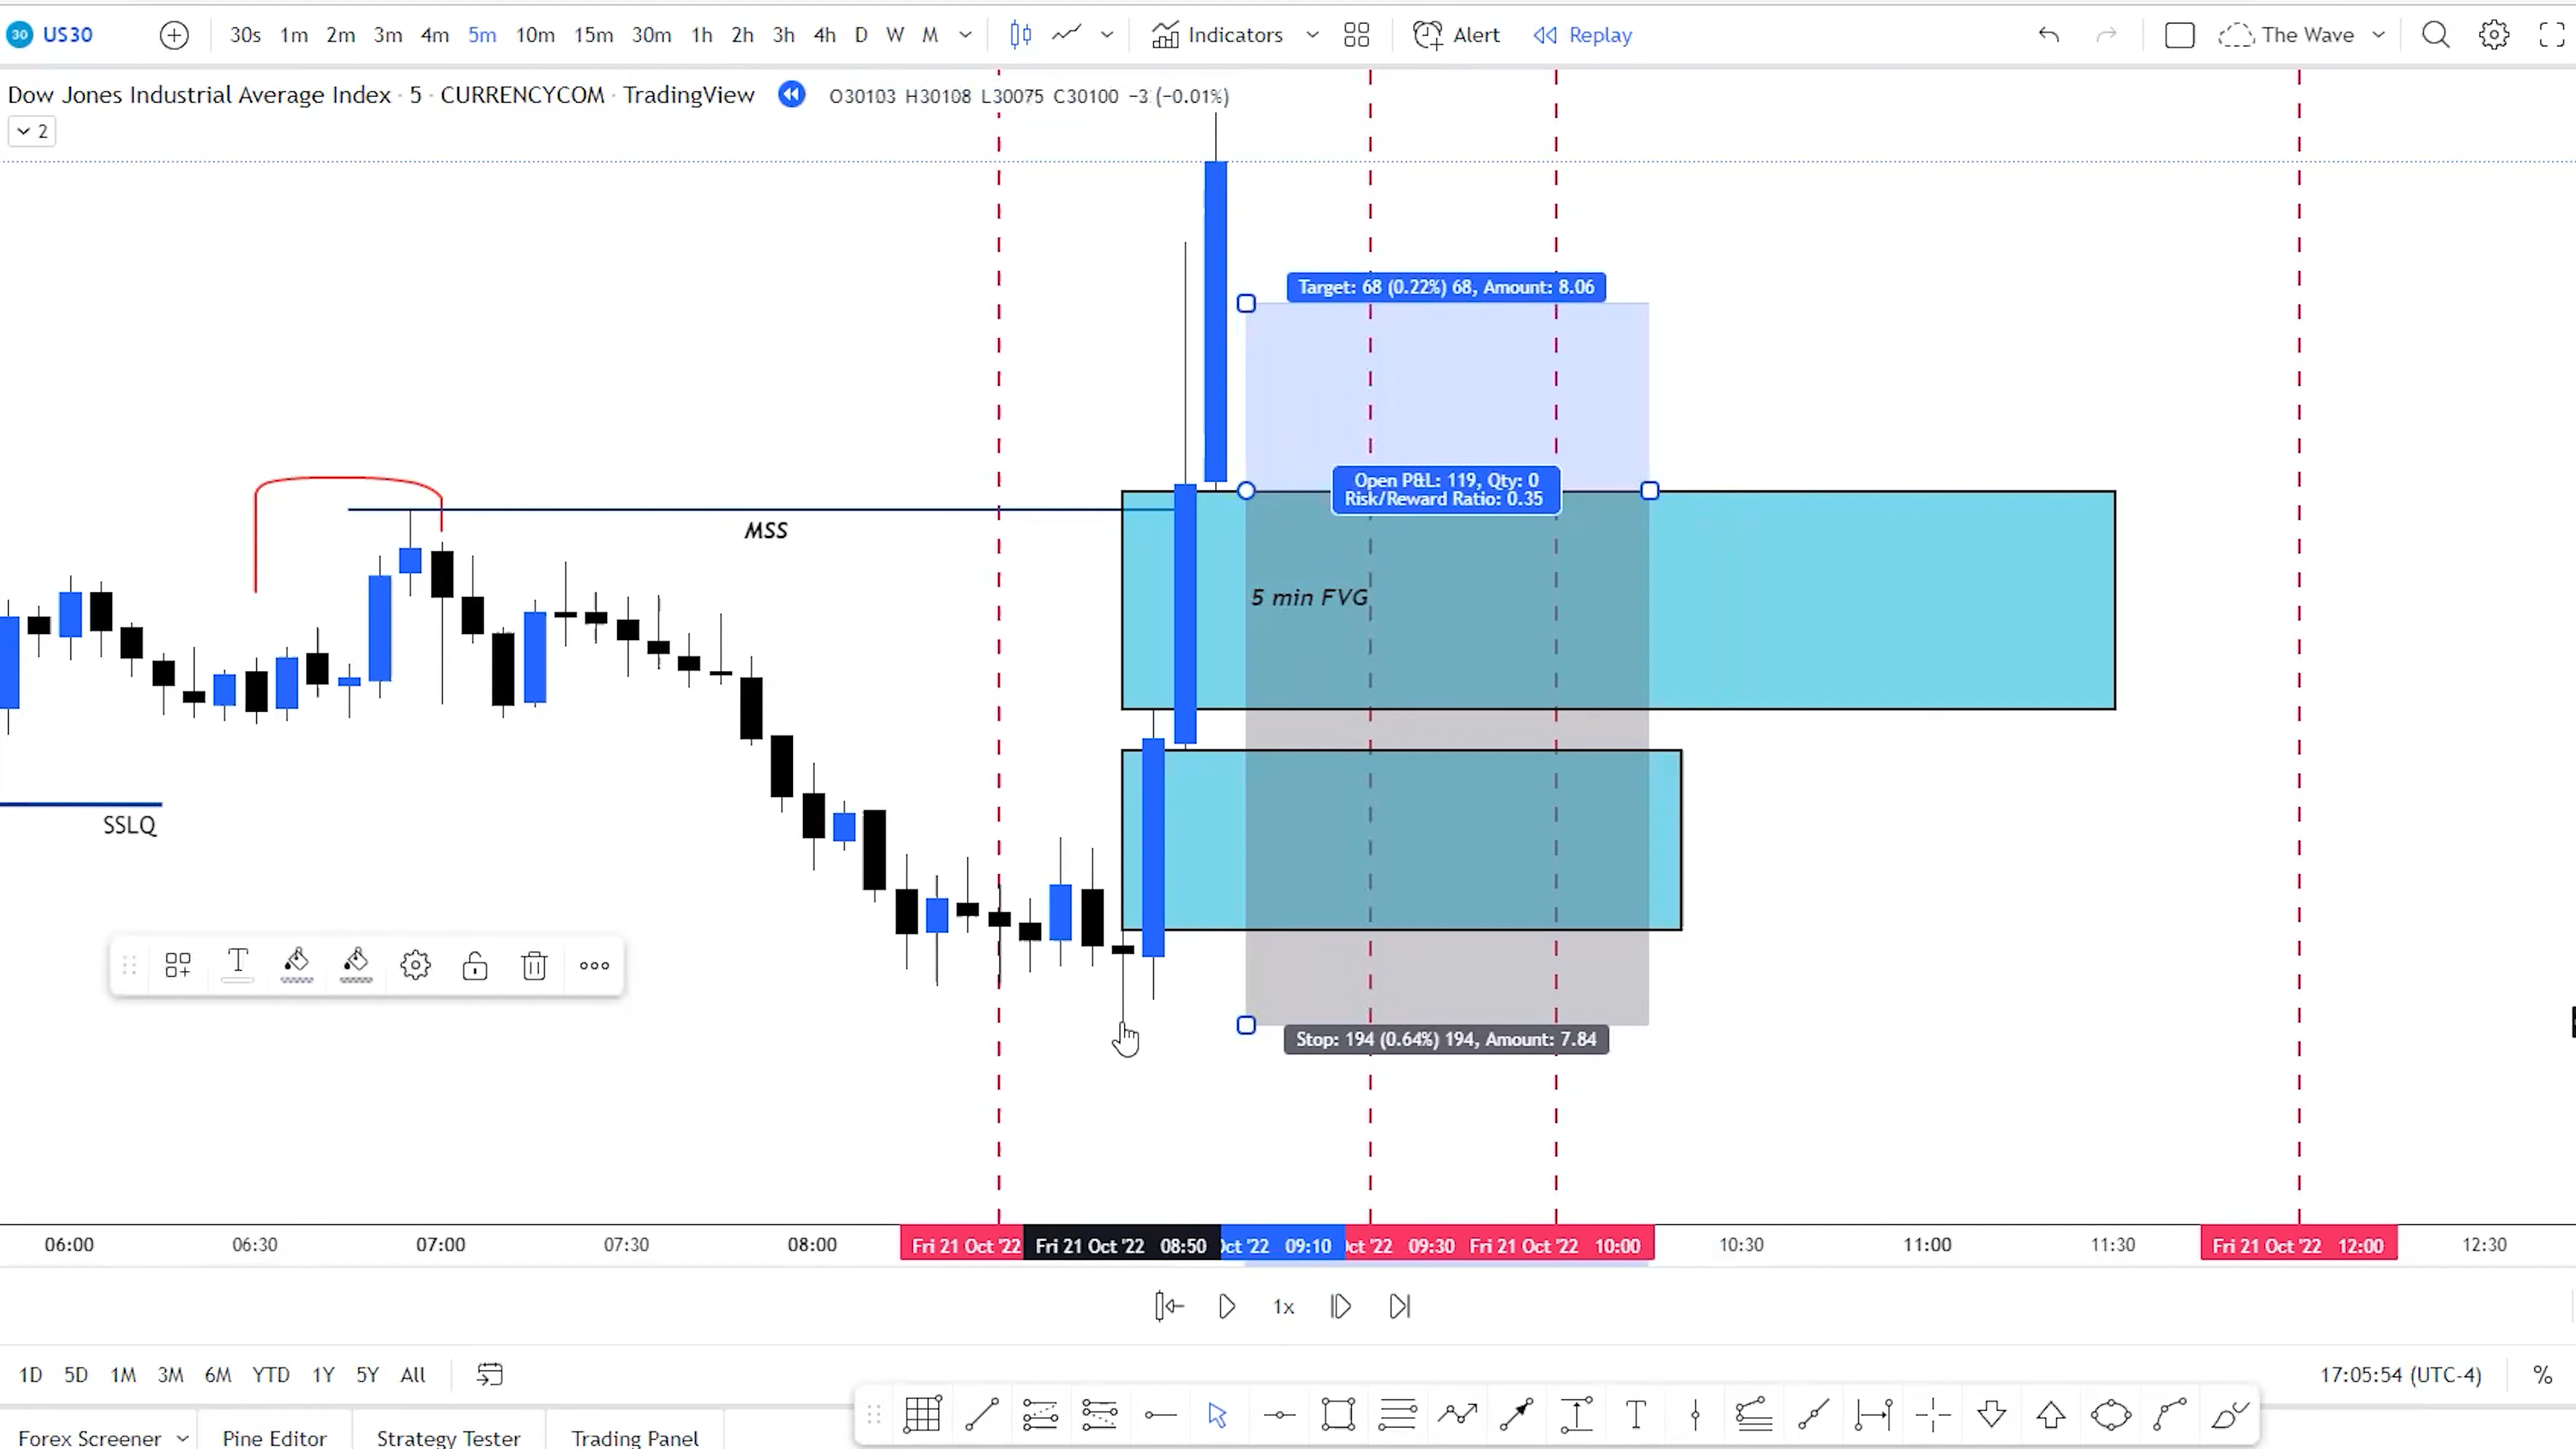 30 US30 30s 1m 2m 3m 4m 5m 10m 15m 30m 1h 2h 3h 4h D W M Indicators Alert Replay The Wave
Dow Jones Industrial Average Index · 5 · CURRENCYCOM · TradingView O30103 H30108 L30075 C30100 −3 (−0.01%)
2
Target: 68 (0.22%) 68, Amount: 8.06
Open P&L: 119, Qty: 0
Risk/Reward Ratio: 0.35
MSS
5 min FVG
SSLQ
Stop: 194 (0.64%) 194, Amount: 7.84
06:00 06:30 07:00 07:30 08:00 Fri 21 Oct '22 Fri 21 Oct '22 08:50 Oct '22 09:10 Oct '22 09:30 Fri 21 Oct '22 10:00 10:30 11:00 11:30 Fri 21 Oct '22 12:00 12:30
1x
1D 5D 1M 3M 6M YTD 1Y 5Y All 17:05:54 (UTC-4) %
Forex Screener Pine Editor Strategy Tester Trading Panel